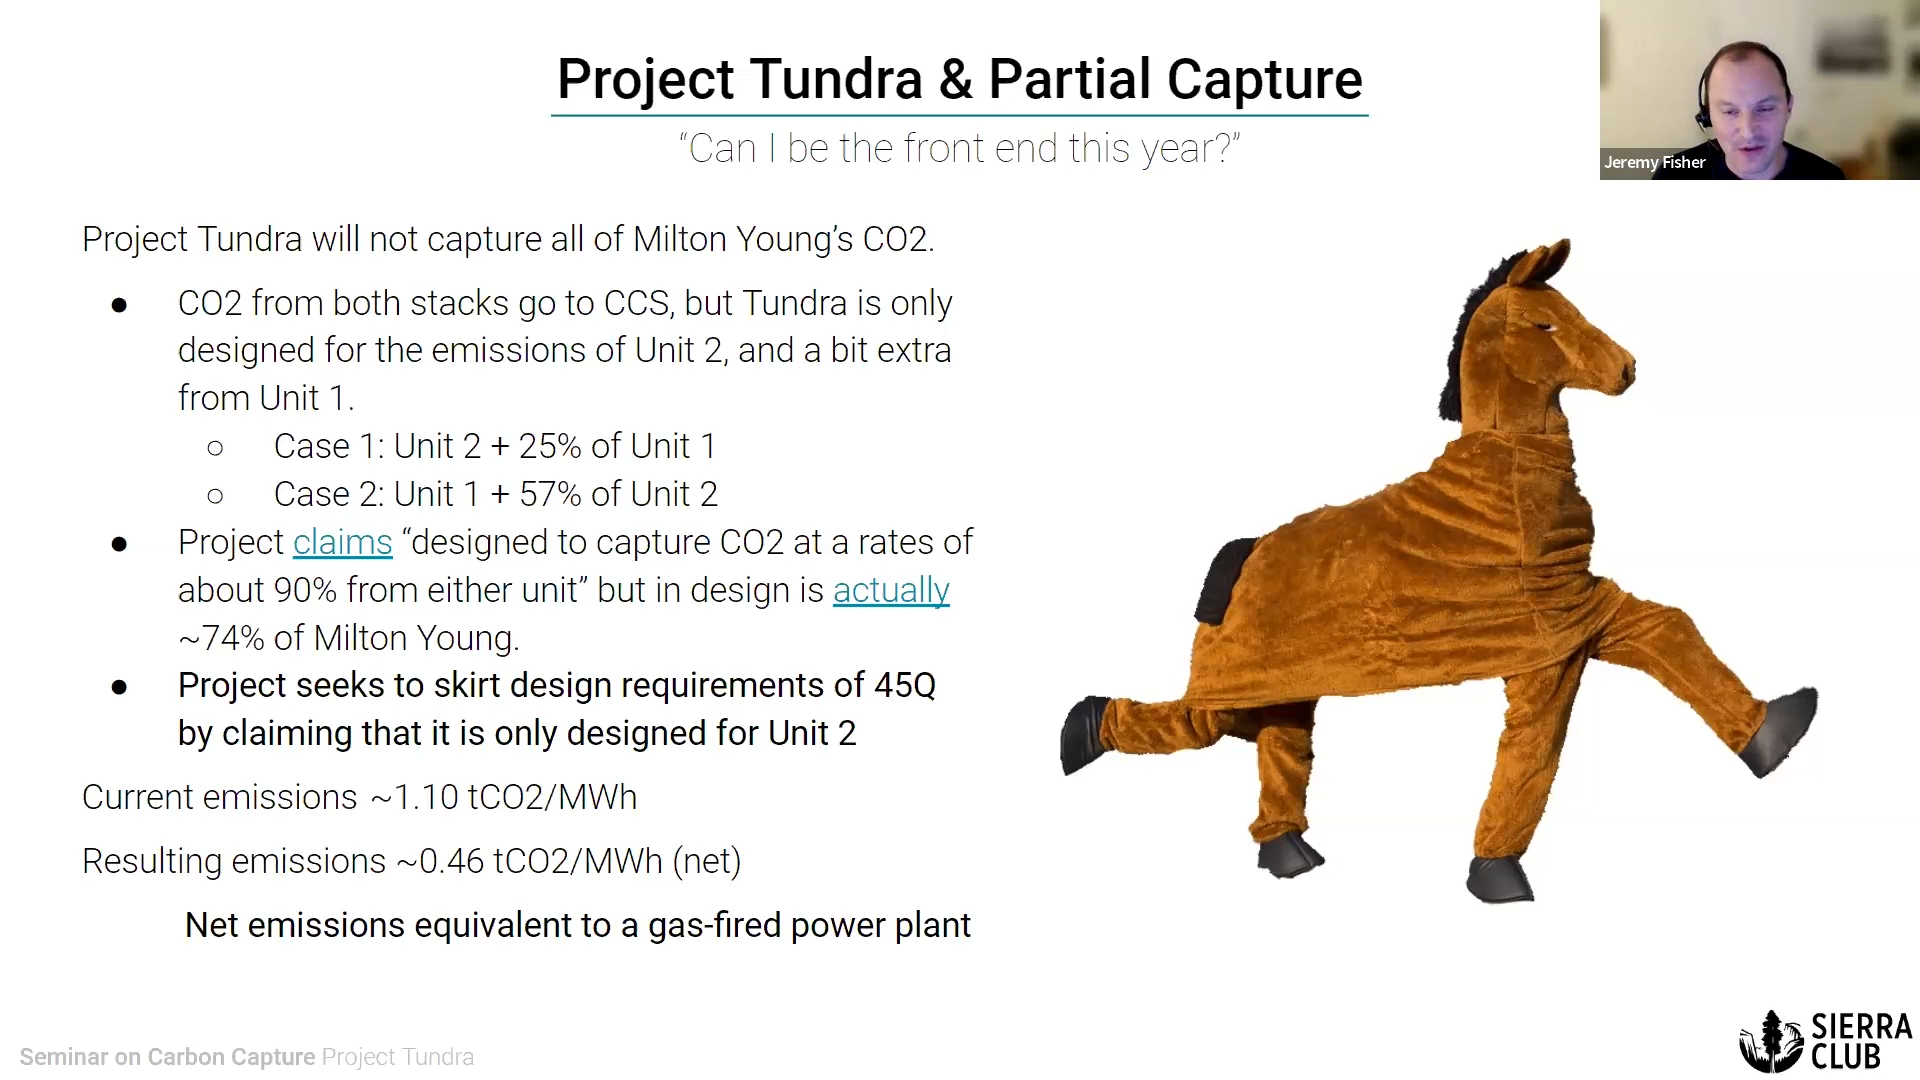 Project Tundra & Partial Capture
“Can I be the front end this year?”
Jeremy Fisher
Project Tundra will not capture all of Milton Young’s CO2.
● CO2 from both stacks go to CCS, but Tundra is only
designed for the emissions of Unit 2, and a bit extra
from Unit 1.
○ Case 1: Unit 2 + 25% of Unit 1
○ Case 2: Unit 1 + 57% of Unit 2
● Project claims “designed to capture CO2 at a rates of
about 90% from either unit” but in design is actually
~74% of Milton Young.
● Project seeks to skirt design requirements of 45Q
by claiming that it is only designed for Unit 2
Current emissions ~1.10 tCO2/MWh
Resulting emissions ~0.46 tCO2/MWh (net)
Net emissions equivalent to a gas-fired power plant
Seminar on Carbon Capture Project Tundra
SIERRA
CLUB